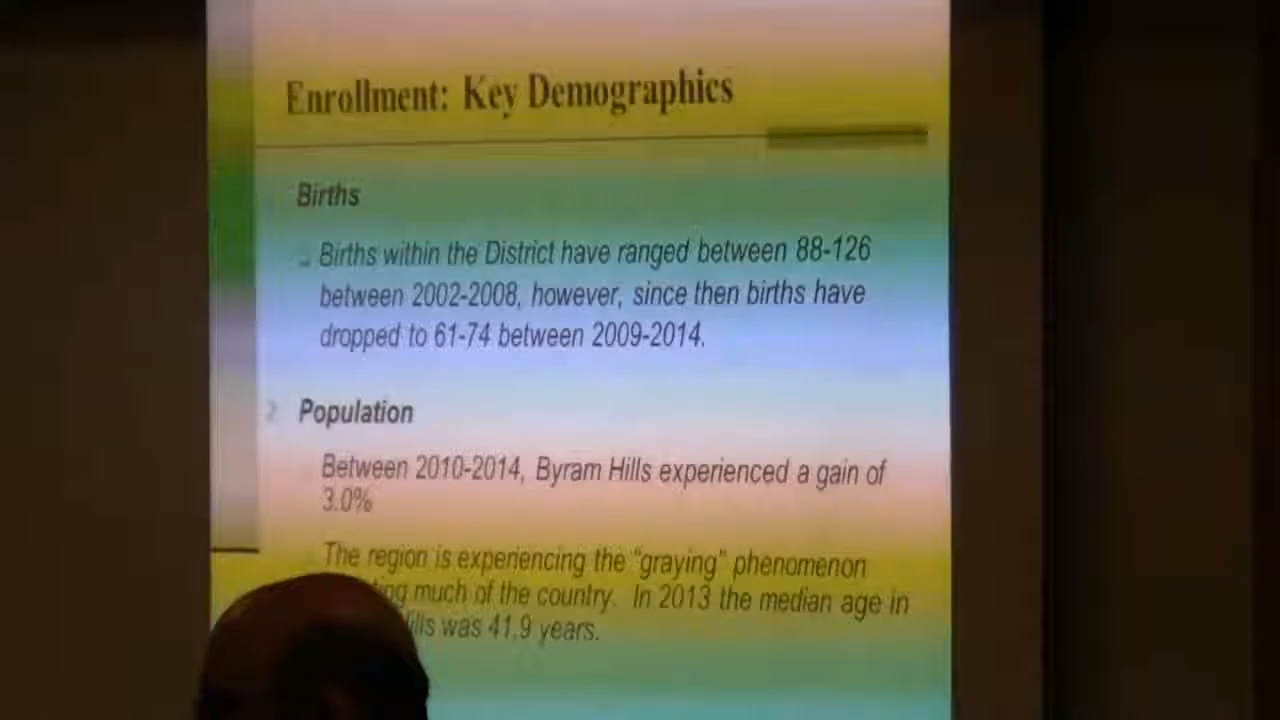 Enrollment: Key Demographics
Births
Births within the District have ranged between 88-126
between 2002-2008, however, since then births have
dropped to 61-74 between 2009-2014.
2 Population
Between 2010-2014, Byram Hills experienced a gain of
3.0%
The region is experiencing the "graying" phenomenon
much of the country. In 2013 the median age in
was 41.9 years.